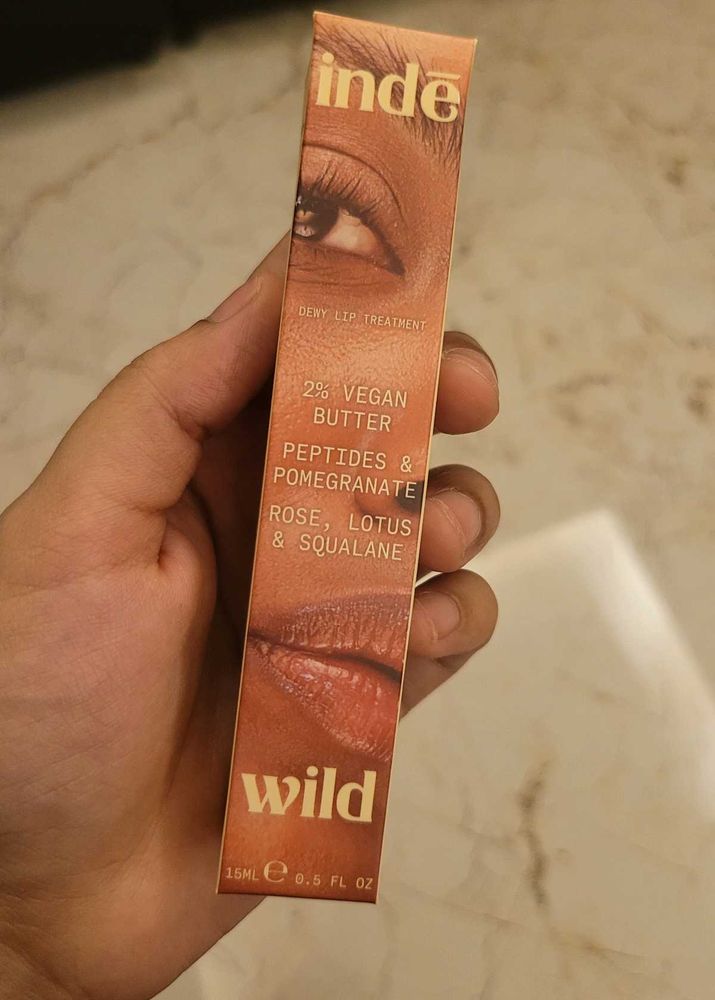 indē
DEWY LIP TREATMENT
2% VEGAN
BUTTER
PEPTIDES &
POMEGRANATE
ROSE, LOTUS
& SQUALANE
wild
15ML ℮ 0.5 FL OZ